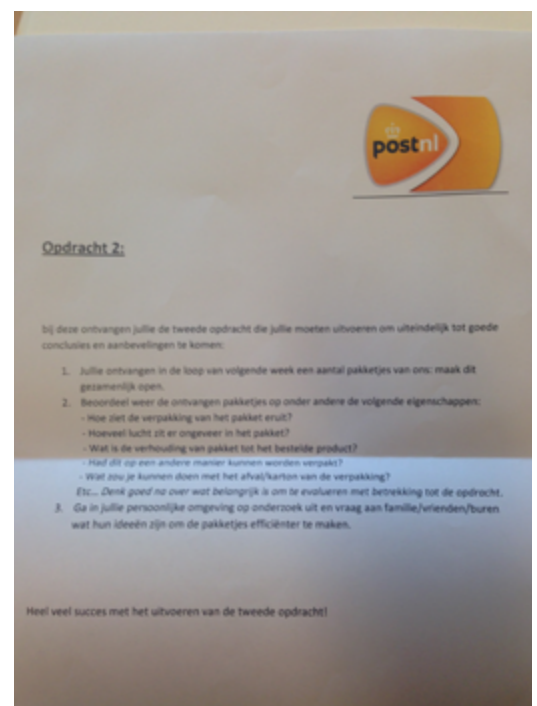 postnl
Opdracht 2:
bij deze ontvangen jullie de tweede opdracht die jullie moeten uitvoeren om uiteindelijk tot goede
conclusies en aanbevelingen te komen:
1. Jullie ontvangen in de loop van volgende week een aantal pakketjes van ons: maak dit
gezamenlijk open.
2. Beoordeel weer de ontvangen pakketjes op onder andere de volgende eigenschappen:
- Hoe ziet de verpakking van het pakket eruit?
- Hoeveel lucht zit er ongeveer in het pakket?
- Wat is de verhouding van pakket tot het bestelde product?
- Had dit op een andere manier kunnen worden verpakt?
- Wat zou je kunnen doen met het afval/karton van de verpakking?
Etc... Denk goed na over wat belangrijk is om te evalueren met betrekking tot de opdracht.
3. Ga in jullie persoonlijke omgeving op onderzoek uit en vraag aan familie/vrienden/buren
wat hun ideeën zijn om de pakketjes efficiënter te maken.
Heel veel succes met het uitvoeren van de tweede opdracht!